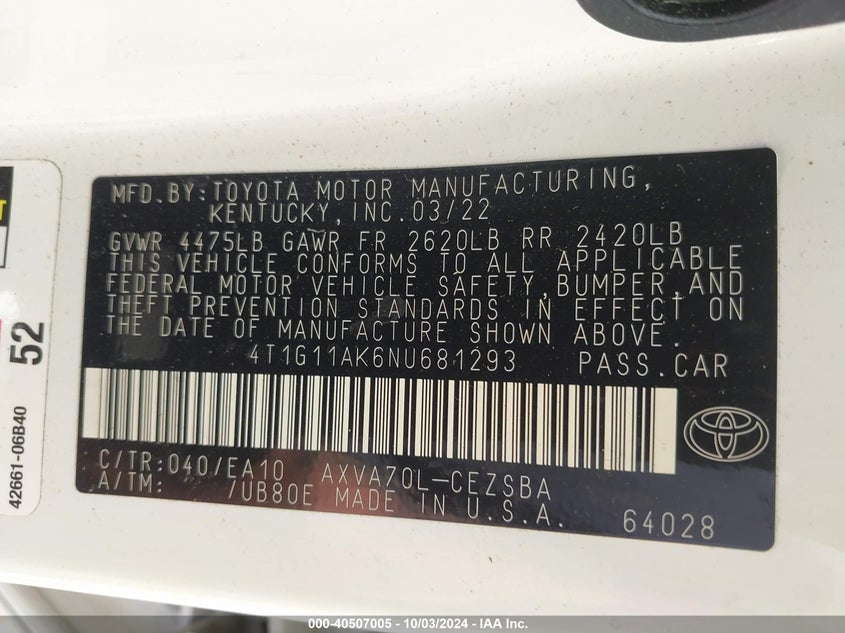 MFD.BY:TOYOTA MOTOR MANUFACTURING,
KENTUCKY,INC.03/22
GVWR 4475LB GAWR FR 2620LB RR 2420LB
THIS VEHICLE CONFORMS TO ALL APPLICABLE
FEDERAL MOTOR VEHICLE SAFETY,BUMPER,AND
THEFT PREVENTION STANDARDS IN EFFECT ON
THE DATE OF MANUFACTURE SHOWN ABOVE.
4T1G11AK6NU681293 PASS.CAR
C/TR:040/EA10 AXVA70L-CEZSBA
A/TM: /UB80E MADE IN U.S.A. 64028
52
42661-06B40
000-40507005 - 10/03/2024 - IAA Inc.